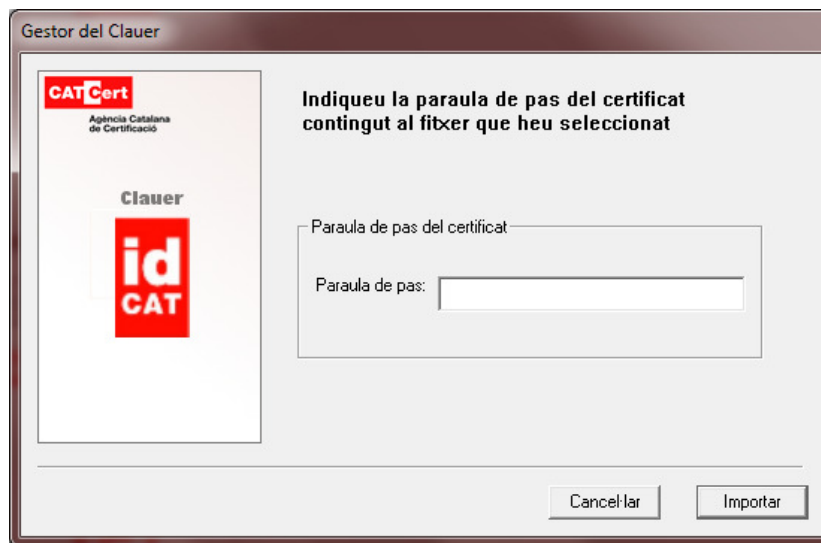 Gestor del Clauer
CATCert
Agència Catalana
de Certificació
Clauer
id
CAT
Indiqueu la paraula de pas del certificat
contingut al fitxer que heu seleccionat
Paraula de pas del certificat
Paraula de pas:
Cancel·lar
Importar